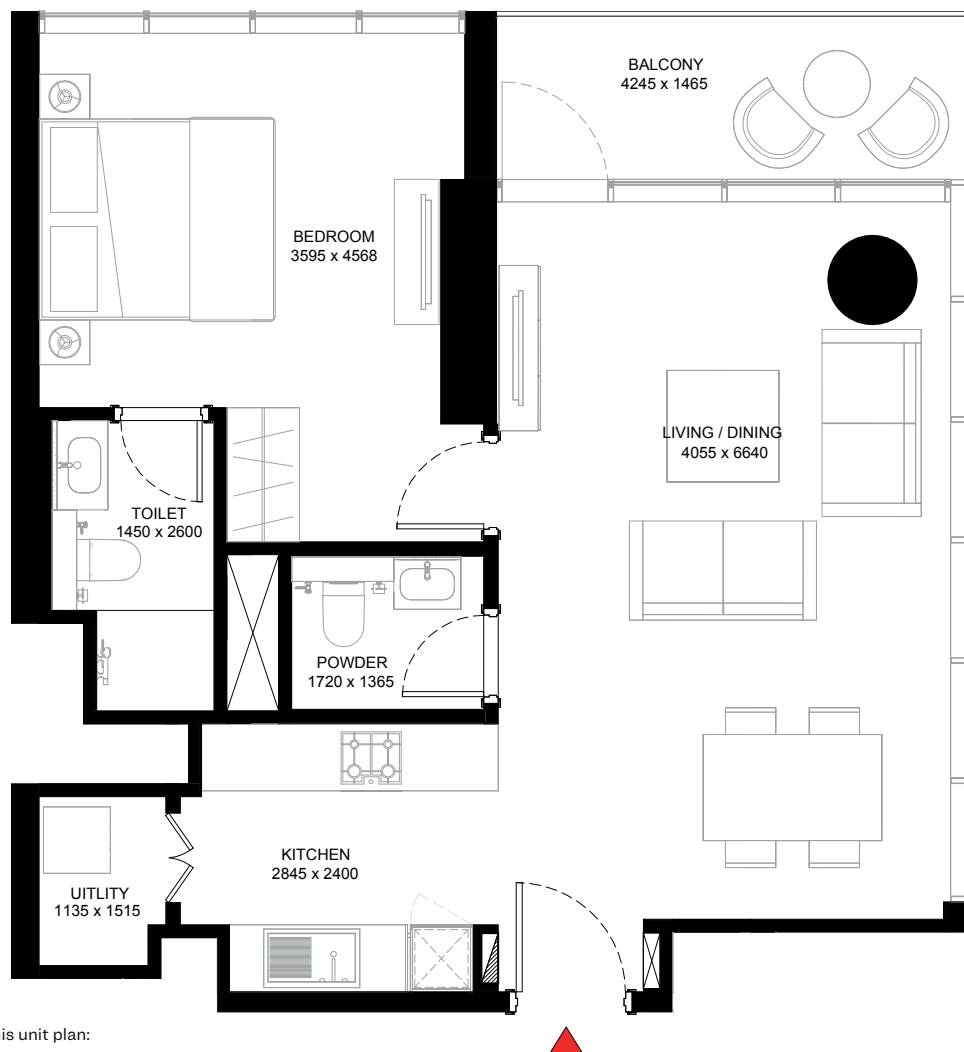 BALCONY
4245 x 1465
BEDROOM
3595 x 4568
LIVING / DINING
4055 x 6640
TOILET
1450 x 2600
POWDER
1720 x 1365
KITCHEN
2845 x 2400
UITLITY
1135 x 1515
unit plan: